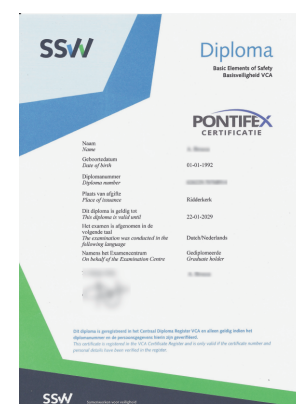 SSVV
Diploma
Basic Elements of Safety
Basisveiligheid VCA
PONTIFEX
CERTIFICATIE
Naam
Name
Geboortedatum
Date of birth
01-01-1992
Diplomanummer
Diploma number
Plaats van afgifte
Place of issuance
Ridderkerk
Dit diploma is geldig tot
This diploma is valid until
22-01-2029
Het examen is afgenomen in de
volgende taal
The examination was conducted in the
following language
Dutch/Nederlands
Namens het Examencentrum
On behalf of the Examination Centre
Gediplomeerde
Graduate holder
Dit diploma is geregistreerd in het Centraal Diploma Register VCA en alleen geldig indien het
diplomanummer en de persoonsgegevens hierin zijn geverifieerd.
This certificate is registered in the VCA Certificate Register and is only valid if the certificate number and
personal details have been verified in the register.
SSVV